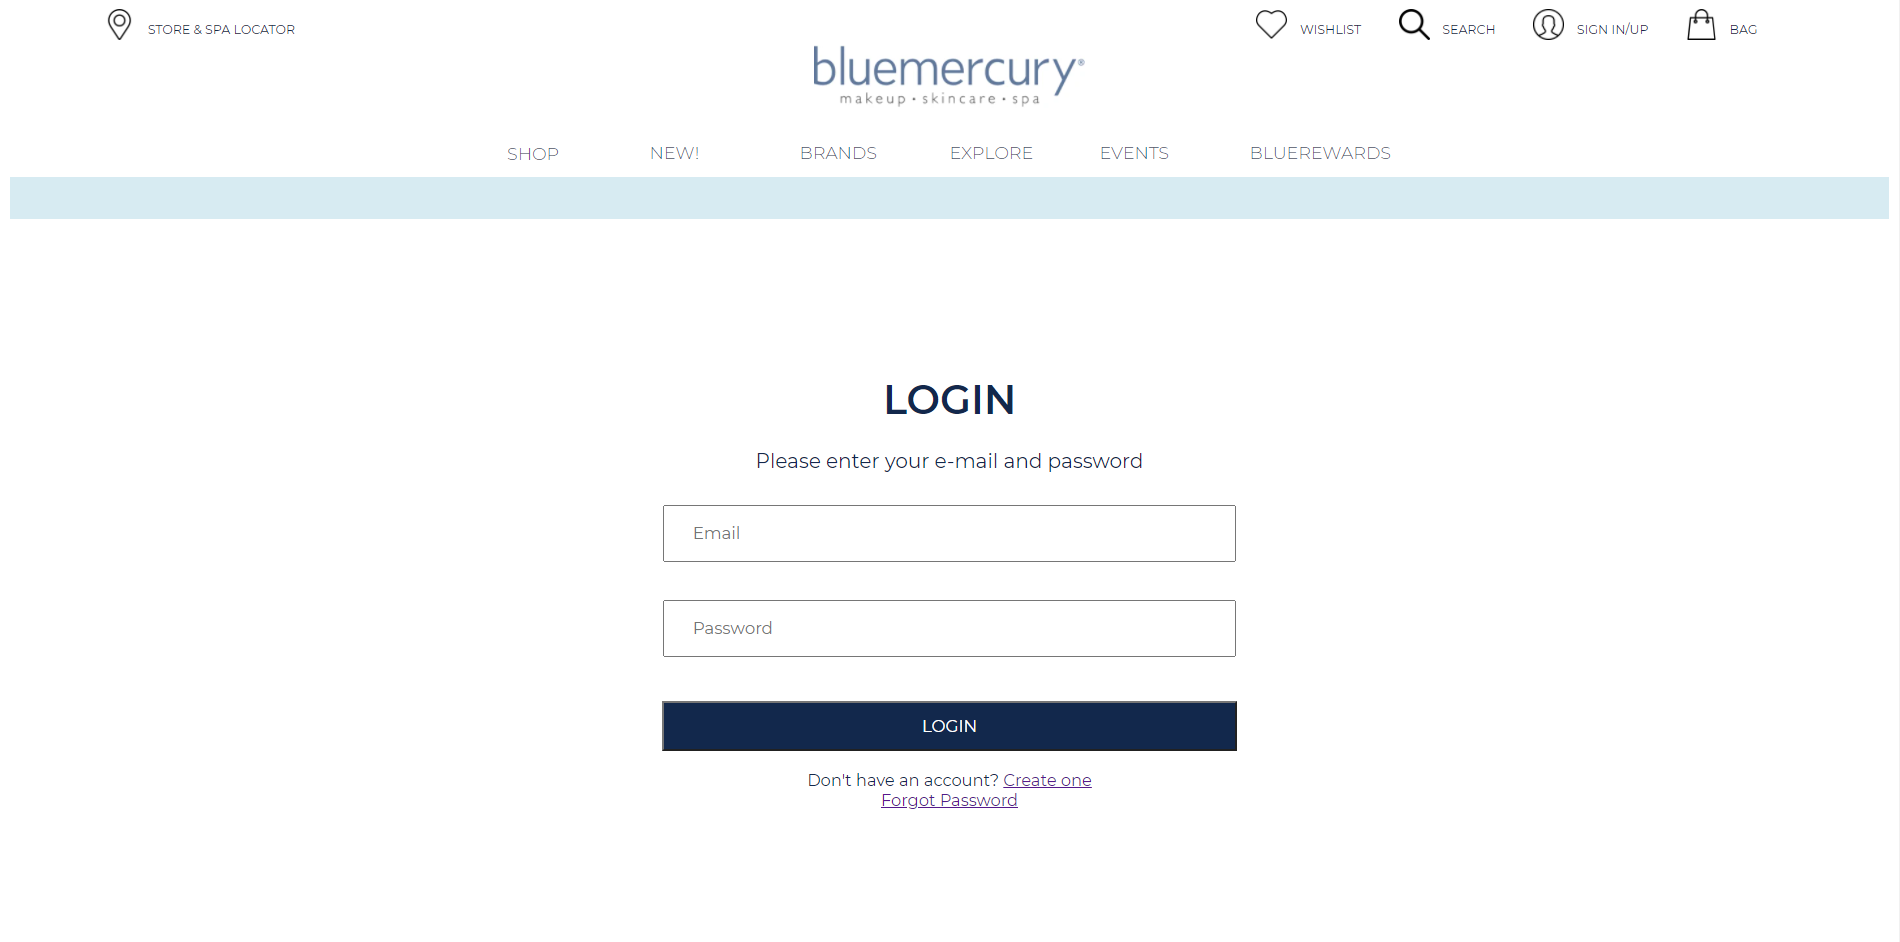 STORE & SPA LOCATOR
WISHLIST
SEARCH
SIGN IN/UP
BAG
bluemercury®
makeup • skincare • spa
SHOP
NEW!
BRANDS
EXPLORE
EVENTS
BLUEREWARDS
LOGIN
Please enter your e-mail and password
Email
Password
LOGIN
Don't have an account? Create one
Forgot Password